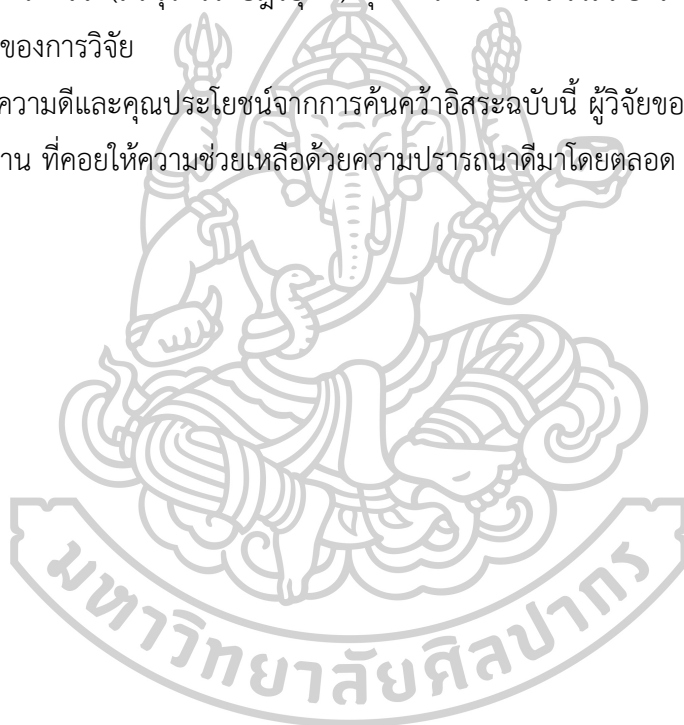 ของการวิจัย
ความดีและคุณประโยชน์จากการค้นคว้าอิสระฉบับนี้ ผู้วิจัยขอ
ที่คอยให้ความช่วยเหลือด้วยความปรารถนาดีมาโดยตลอด
มหาวิทยาลัยศิลปากร